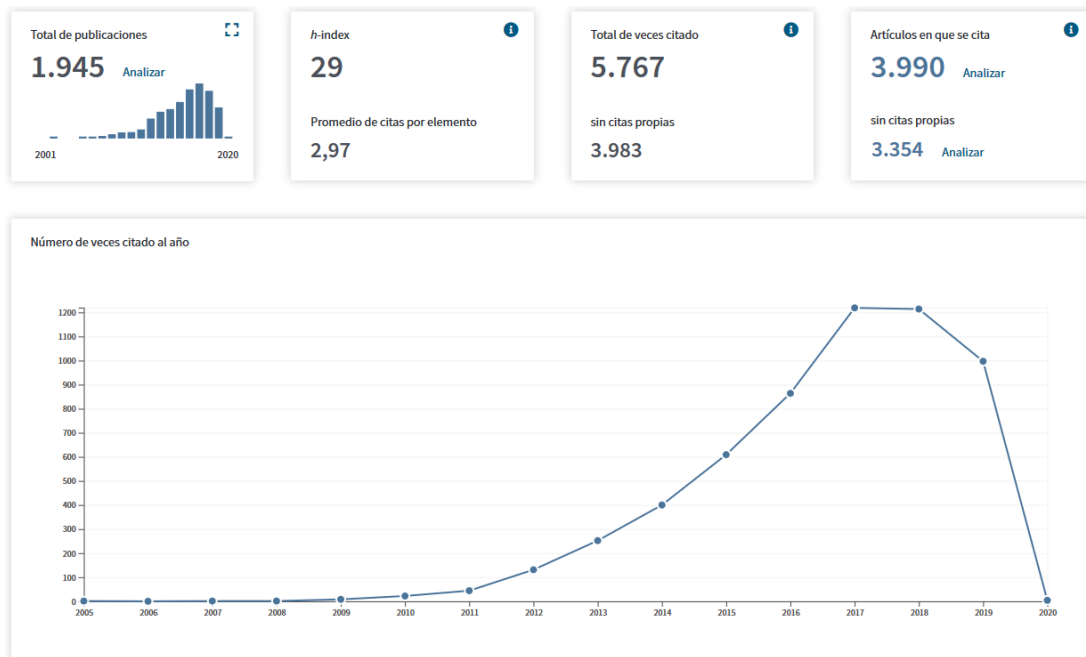 Total de publicaciones
1.945 Analizar
2001 2020
h-index
29
Promedio de citas por elemento
2,97
Total de veces citado
5.767
sin citas propias
3.983
Artículos en que se cita
3.990 Analizar
sin citas propias
3.354 Analizar
Número de veces citado al año
1200
1100
1000
900
800
700
600
500
400
300
200
100
0
2005 2006 2007 2008 2009 2010 2011 2012 2013 2014 2015 2016 2017 2018 2019 2020